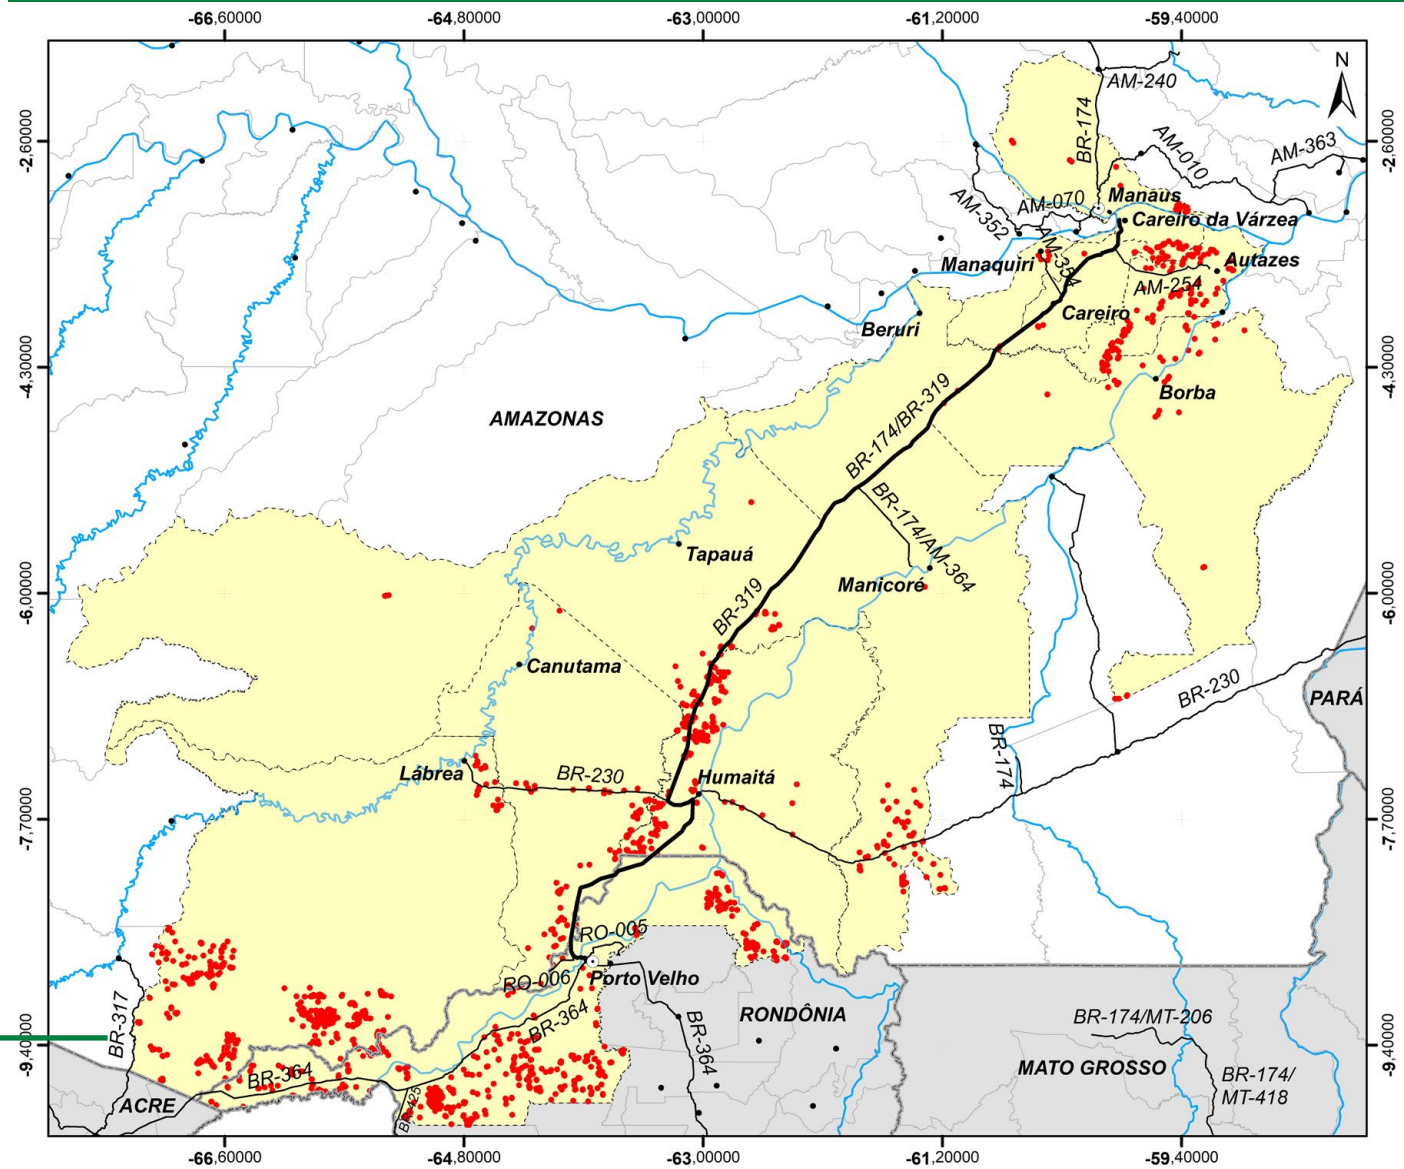 -66,60000
-64,80000
-63,00000
-61,20000
-59,40000
N
AM-240
BR-174
-2,60000
-2,60000
AM-010
AM-363
AM-070
Manaus
AM-352
Careiro da Várzea
AM-354
Manaquiri
Autazes
AM-254
Careiro
Beruri
-4,30000
-4,30000
Borba
AMAZONAS
BR-174/BR-319
BR-174/AM-364
Tapauá
Manicoré
-6,00000
-6,00000
BR-319
Canutama
BR-230
PARÁ
BR-174
Lábrea
BR-230
Humaitá
-7,70000
-7,70000
RO-005
RO-006
Porto Velho
BR-317
BR-364
BR-364
RONDÔNIA
BR-174/MT-206
-9,40000
-9,40000
MATO GROSSO
BR-174/
MT-418
BR-364
ACRE
BR-425
-66,60000
-64,80000
-63,00000
-61,20000
-59,40000